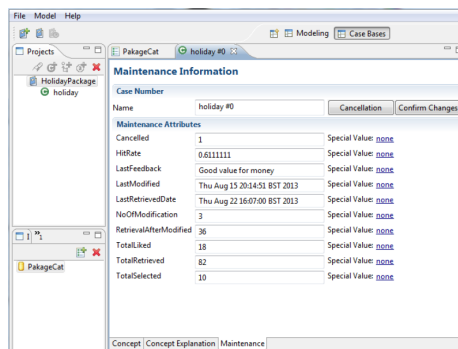 File Model Help
Modeling Case Bases
Projects
HolidayPackage
holiday
PakageCat holiday #0
Maintenance Information
Case Number
Name holiday #0 Cancellation Confirm Changes
Maintenance Attributes
Cancelled 1 Special Value: none
HitRate 0.6111111 Special Value: none
LastFeedback Good value for money Special Value: none
LastModified Thu Aug 15 20:14:51 BST 2013 Special Value: none
LastRetrievedDate Thu Aug 22 16:07:00 BST 2013 Special Value: none
NoOfModification 3 Special Value: none
RetrievalAfterModified 36 Special Value: none
TotalLiked 18 Special Value: none
TotalRetrieved 82 Special Value: none
TotalSelected 10 Special Value: none
PakageCat
Concept Concept Explanation Maintenance